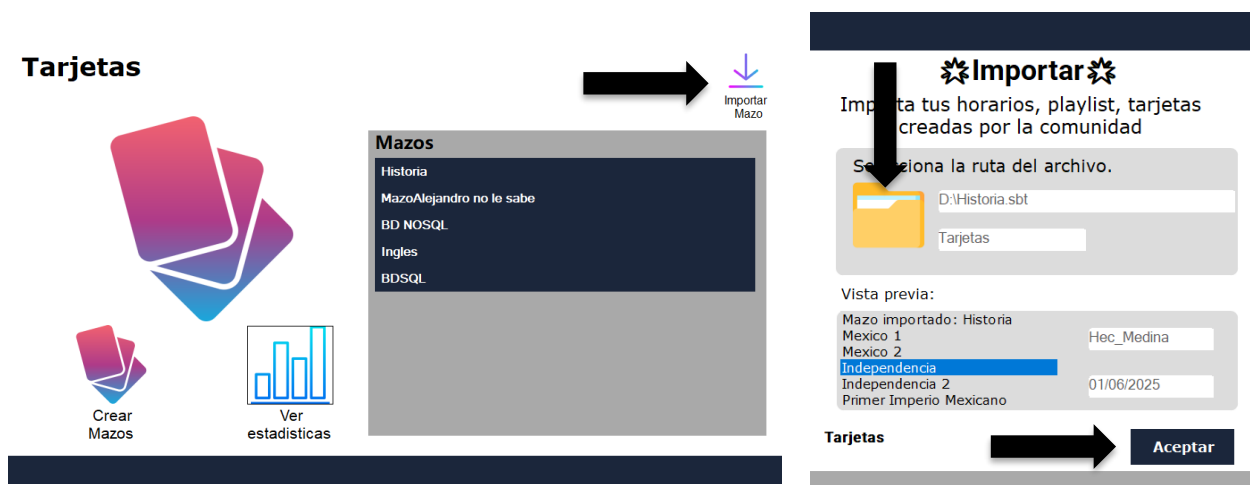 Tarjetas
Importar
Mazo
Mazos
Historia
MazoAlejandro no le sabe
BD NOSQL
Ingles
BDSQL
Crear
Mazos
Ver
estadisticas
Importar
tus horarios, playlist, tarjetas
creadas por la comunidad
la ruta del archivo.
D:\Historia.sbt
Tarjetas
Vista previa:
Mazo importado: Historia
Mexico 1
Mexico 2
Independencia
Independencia 2
Primer Imperio Mexicano
Hec_Medina
01/06/2025
Tarjetas
Aceptar